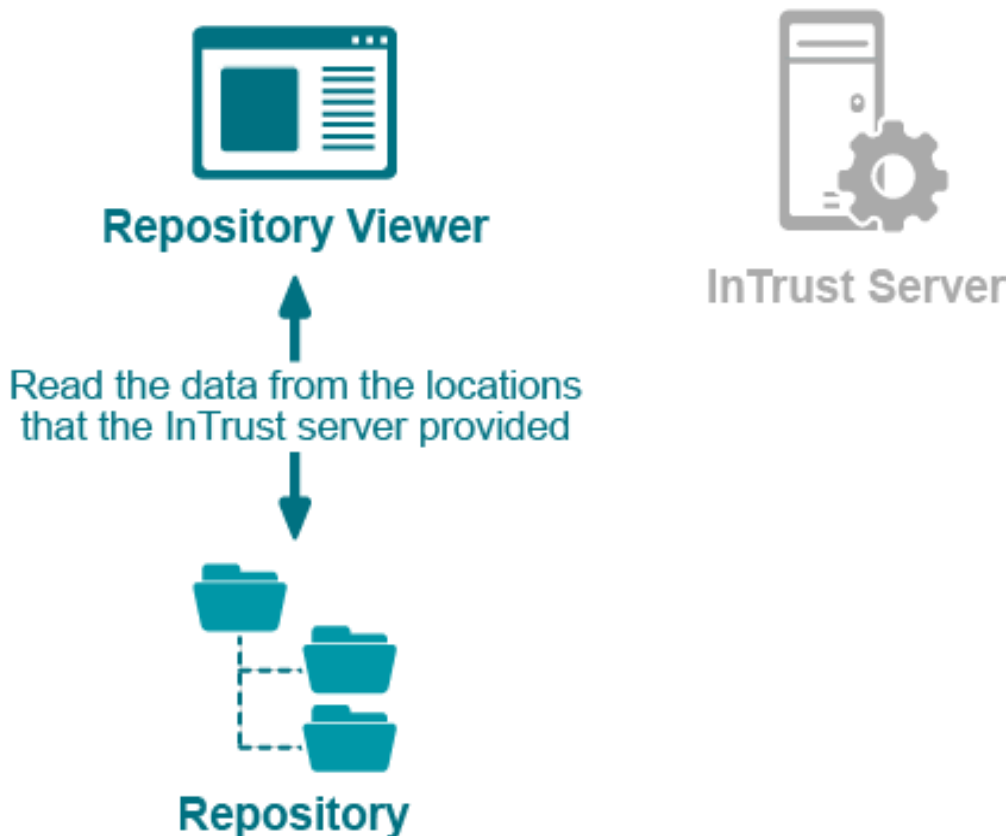 Repository Viewer
InTrust Server
Read the data from the locations
that the InTrust server provided
Repository